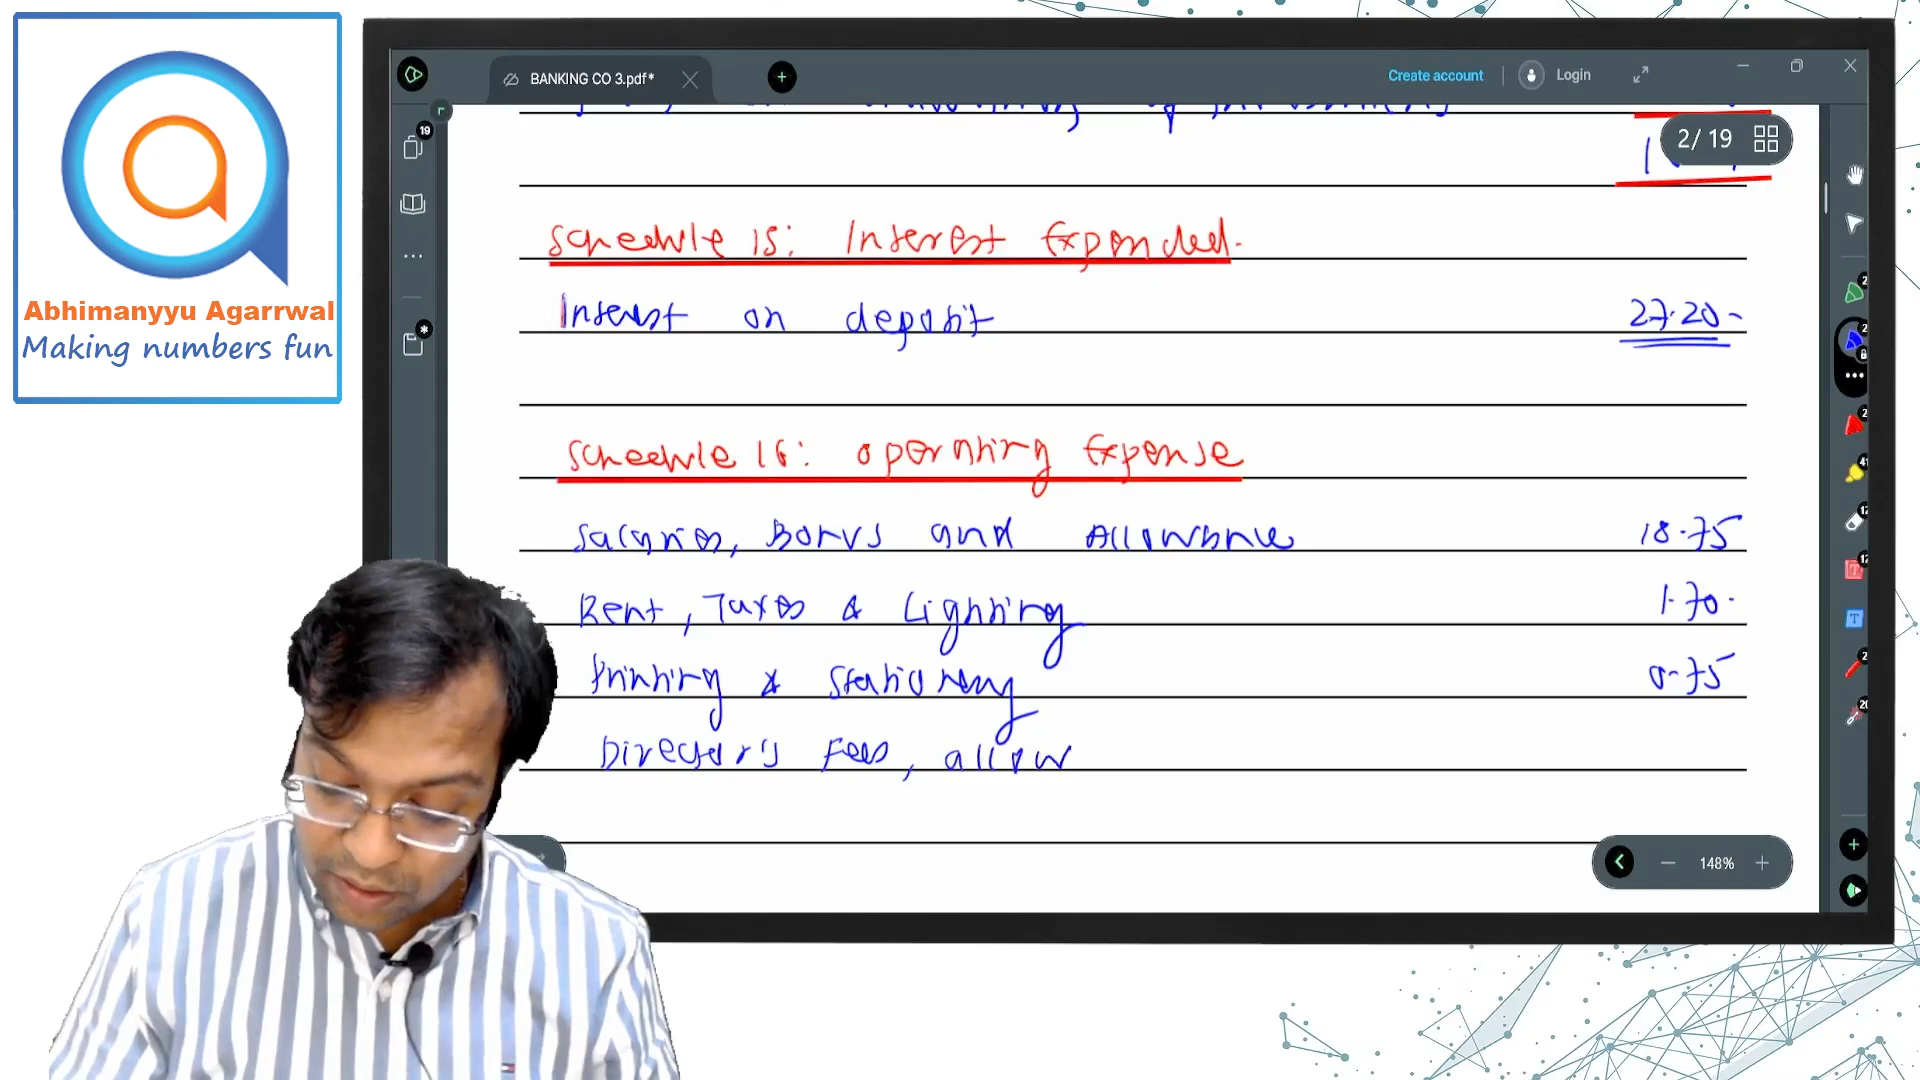 BANKING CO 3.pdf*
Create account
Login
19
2/ 19
Schedule 15: Interest Expended.
Interest on deposit 27.20
Schedule 16: operating Expense
Salaries, Bonus and Allowance 18.75
Rent, Taxes & Lighting 1.70
Printing & Stationery 0.75
Director's Fees, allow
148%
Abhimanyyu Agarrwal
Making numbers fun